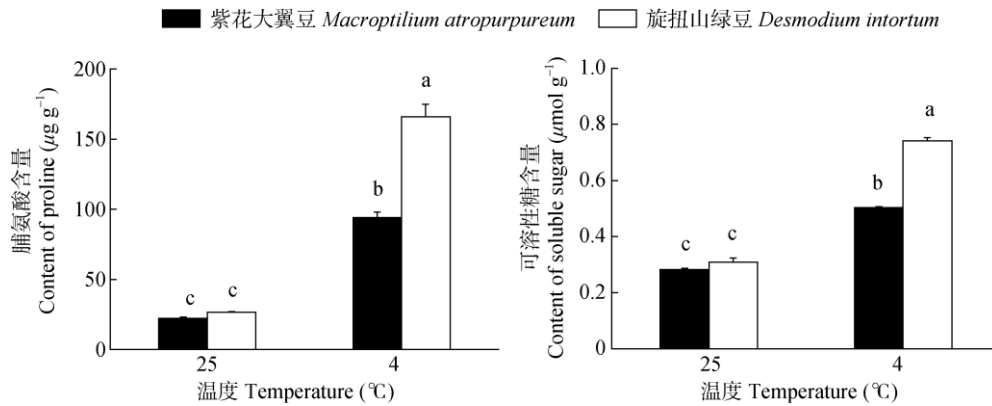 紫花大翼豆 Macroptilium atropurpureum
旋扭山绿豆 Desmodium intortum
脯氨酸含量
Content of proline (μg g⁻¹)
200
150
100
50
0
c
c
b
a
25
4
温度 Temperature (℃)
可溶性糖含量
Content of soluble sugar (μmol g⁻¹)
1.0
0.8
0.6
0.4
0.2
0
c
c
b
a
25
4
温度 Temperature (℃)